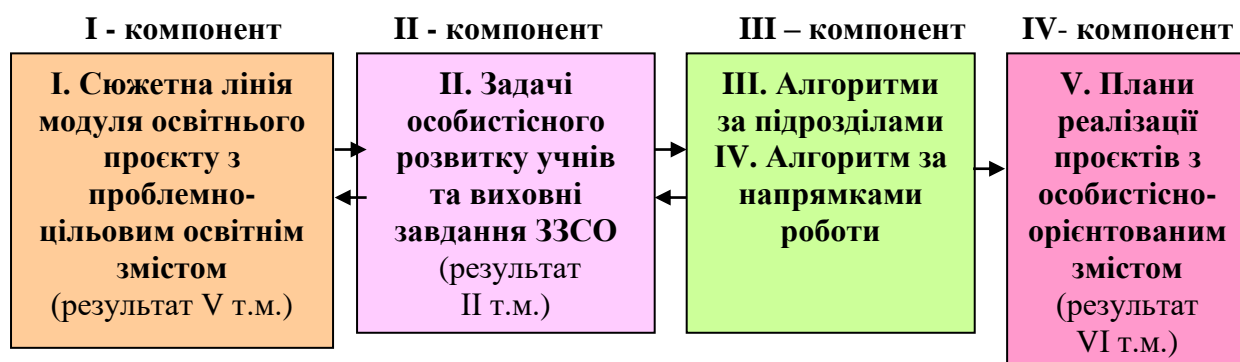 I - компонент
II - компонент
III – компонент
IV- компонент
I. Сюжетна лінія
модуля освітнього
проєкту з
проблемно-
цільовим освітнім
змістом
(результат V т.м.)
II. Задачі
особистісного
розвитку учнів
та виховні
завдання ЗЗСО
(результат
II т.м.)
III. Алгоритми
за підрозділами
IV. Алгоритм за
напрямками
роботи
V. Плани
реалізації
проєктів з
особистісно-
орієнтованим
змістом
(результат
VI т.м.)